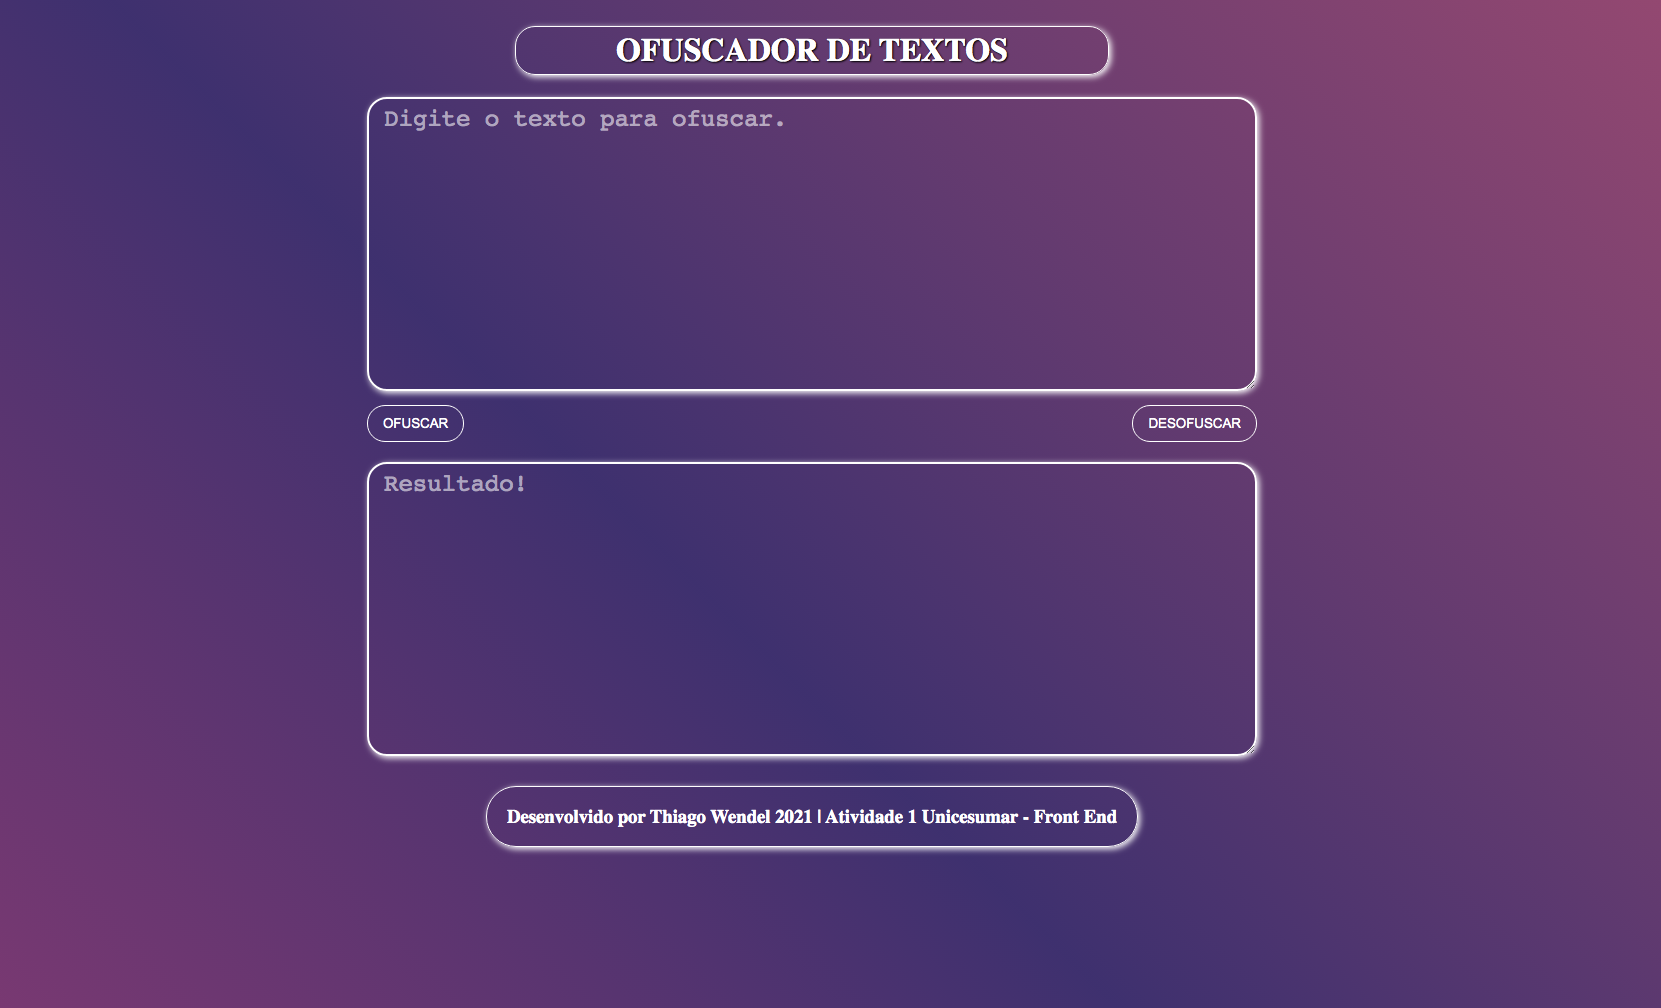 OFUSCADOR DE TEXTOS
Digite o texto para ofuscar.
OFUSCAR
DESOFUSCAR
Resultado!
Desenvolvido por Thiago Wendel 2021 | Atividade 1 Unicesumar - Front End